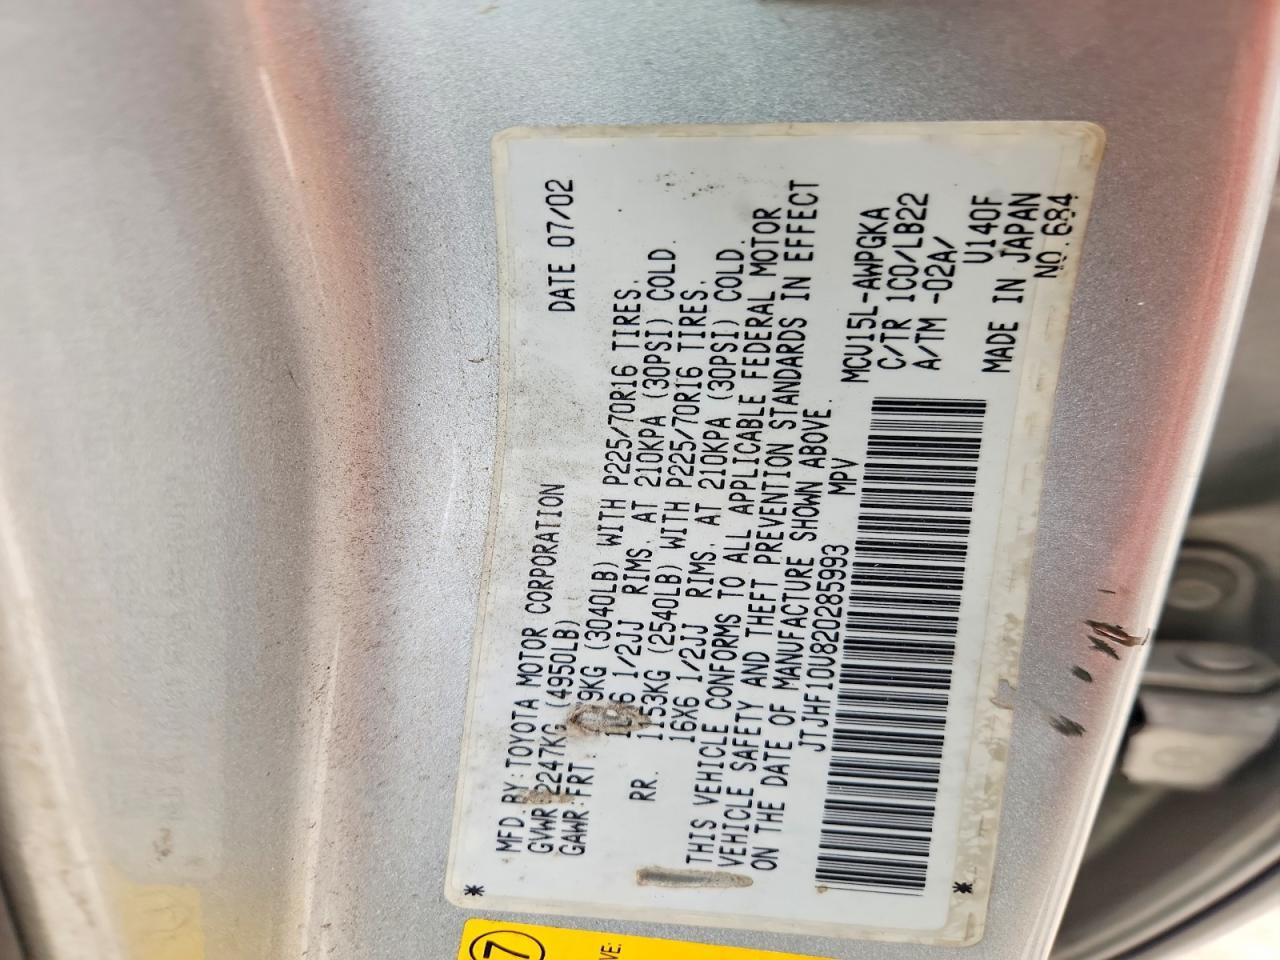 MFD.BY:TOYOTA MOTOR CORPORATION DATE 07/02
GVWR:2247KG (4950LB)
GAWR:FRT. 9KG (3040LB) WITH P225/70R16 TIRES,
1/2JJ RIMS, AT 210KPA (30PSI) COLD.
RR. 1153KG (2540LB) WITH P225/70R16 TIRES,
16X6 1/2JJ RIMS, AT 210KPA (30PSI) COLD.
THIS VEHICLE CONFORMS TO ALL APPLICABLE FEDERAL MOTOR
VEHICLE SAFETY AND THEFT PREVENTION STANDARDS IN EFFECT
ON THE DATE OF MANUFACTURE SHOWN ABOVE.
JTJHF10U820285993 MPV
MCU15L-AWPGKA
C/TR 1C0/LB22
A/TM -02A/
U140F
MADE IN JAPAN
NO.684
* *
7
VE: